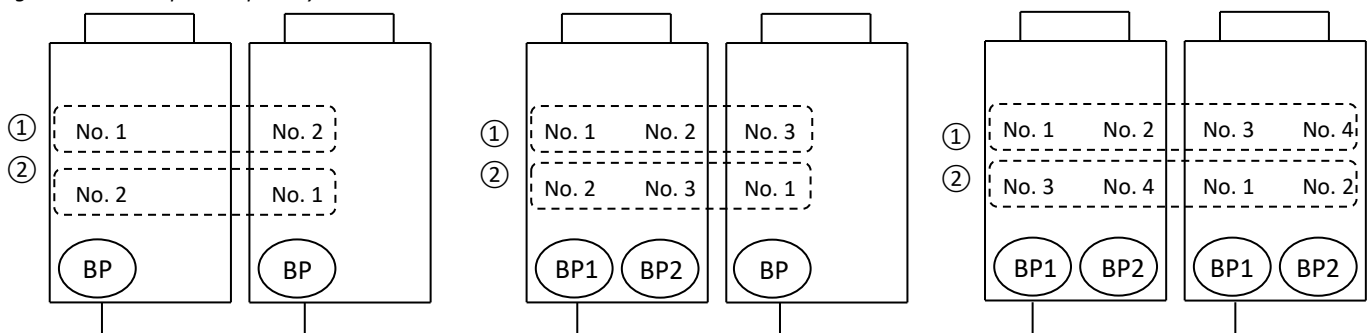 ① No. 1 No. 2
② No. 2 No. 1
BP BP
① No. 1 No. 2 No. 3
② No. 2 No. 3 No. 1
BP1 BP2 BP
① No. 1 No. 2 No. 3 No. 4
② No. 3 No. 4 No. 1 No. 2
BP1 BP2 BP1 BP2